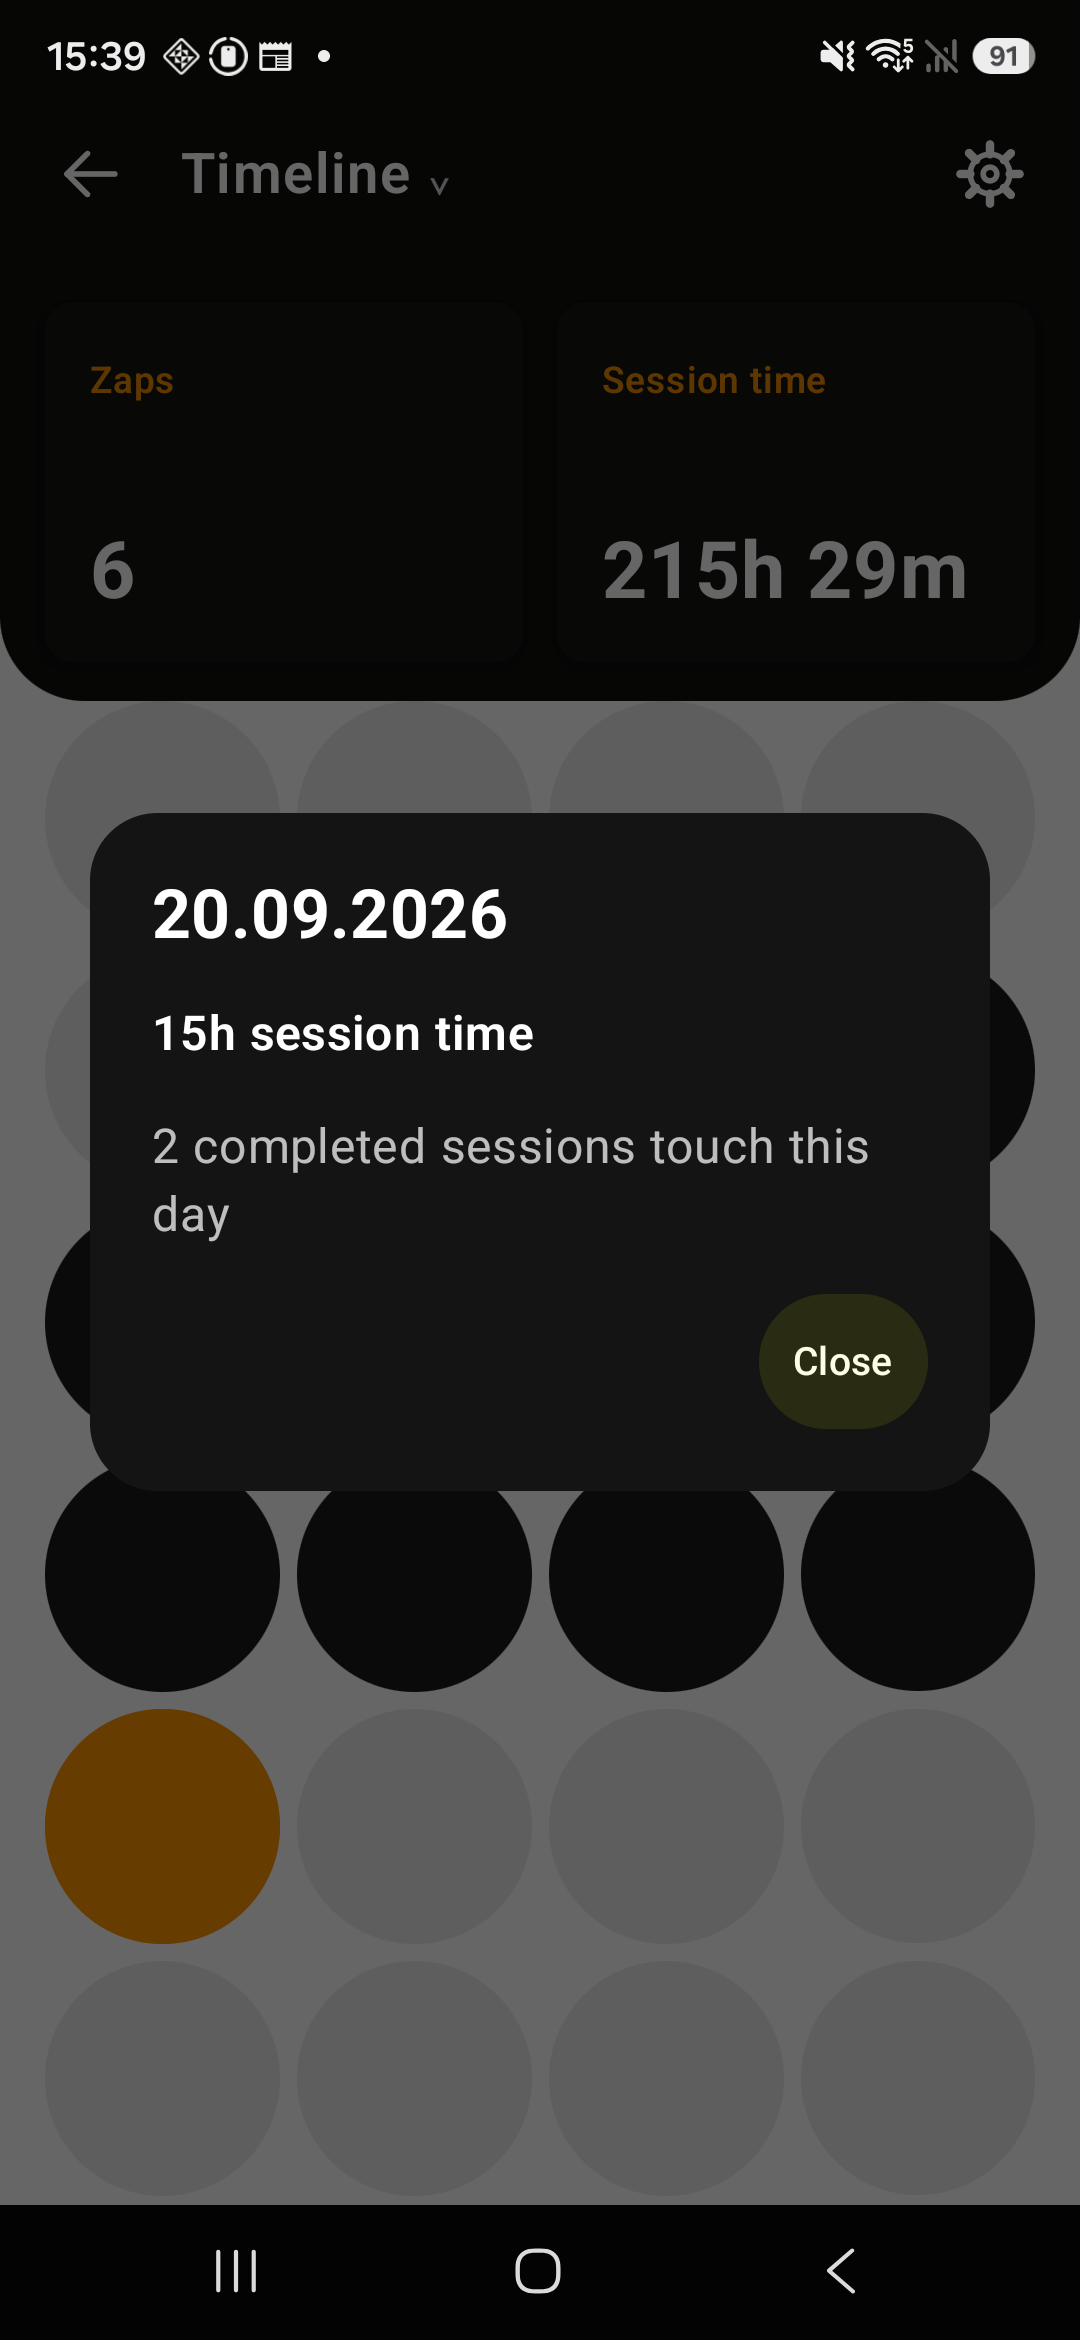 15:39
5
91
Timeline
Zaps
Session time
6
215h 29m
20.09.2026
15h session time
2 completed sessions touch this
day
Close